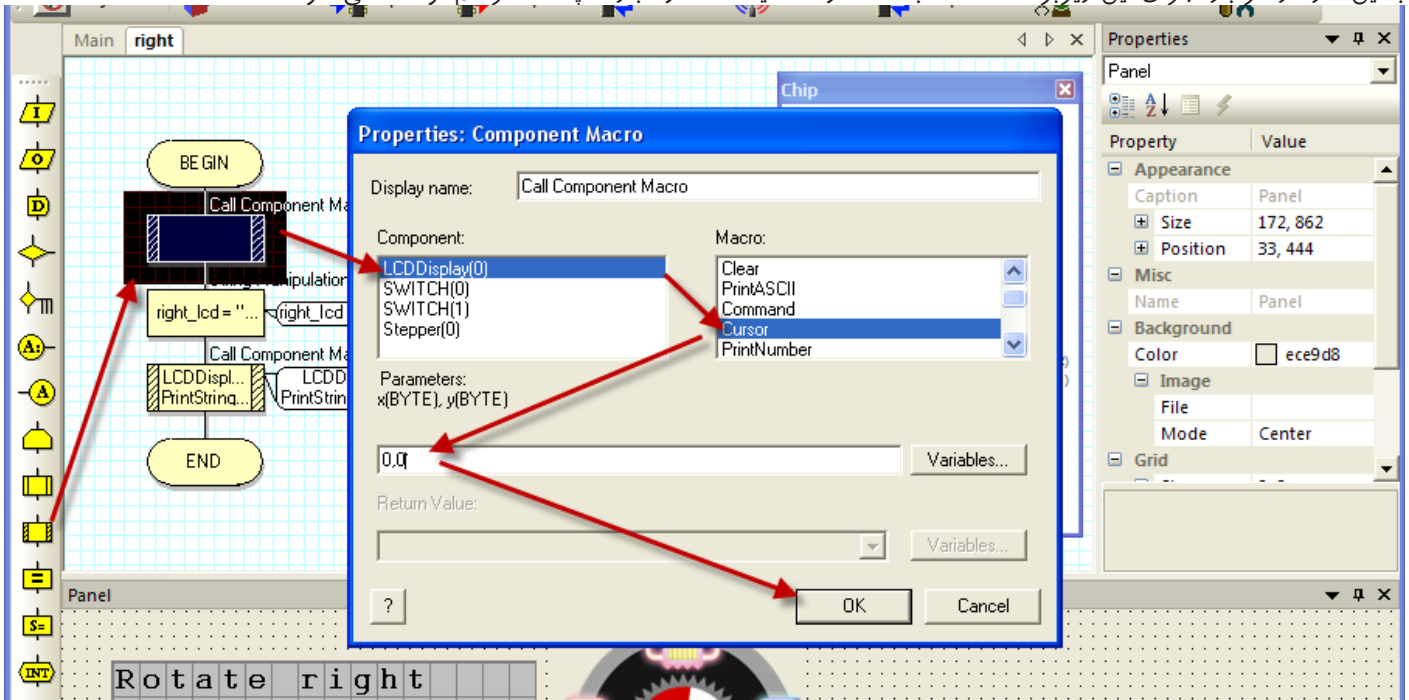 Main right
Properties
Panel
Property Value
Appearance
Caption Panel
Size 172, 862
Position 33, 444
Misc
Name Panel
Background
Color ece9d8
Image
File
Mode Center
Grid
Chip
BEGIN
Call Component Ma
nipulation
right_lcd = "... right_lcd
Call Component Ma
LCDDispl... LCDD
PrintString... PrintStrin
END
Properties: Component Macro
Display name: Call Component Macro
Component: Macro:
LCDDisplay(0) Clear
SWITCH(0) PrintASCII
SWITCH(1) Command
Stepper(0) Cursor
PrintNumber
Parameters:
x(BYTE), y(BYTE)
0,0 Variables...
Return Value:
Variables...
? OK Cancel
I
O
D
A:
A
=
S=
INT
Panel
Rotate right